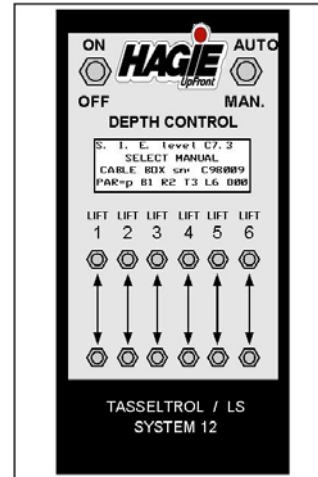 ON AUTO
HAGIE
UpFront
OFF MAN.
DEPTH CONTROL
S. I. E. level C7.3
SELECT MANUAL
CABLE BOX sn: C98009
PAR=p B1 R2 T3 L6 D00
LIFT LIFT LIFT LIFT LIFT LIFT
1 2 3 4 5 6
TASSELTROL / LS
SYSTEM 12